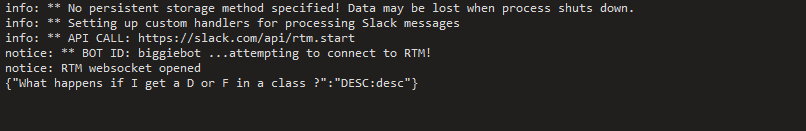 info: ** No persistent storage method specified! Data may be lost when process shuts down.
info: ** Setting up custom handlers for processing Slack messages
info: ** API CALL: https://slack.com/api/rtm.start
notice: ** BOT ID: biggiebot ...attempting to connect to RTM!
notice: RTM websocket opened
{"What happens if I get a D or F in a class ?":"DESC:desc"}